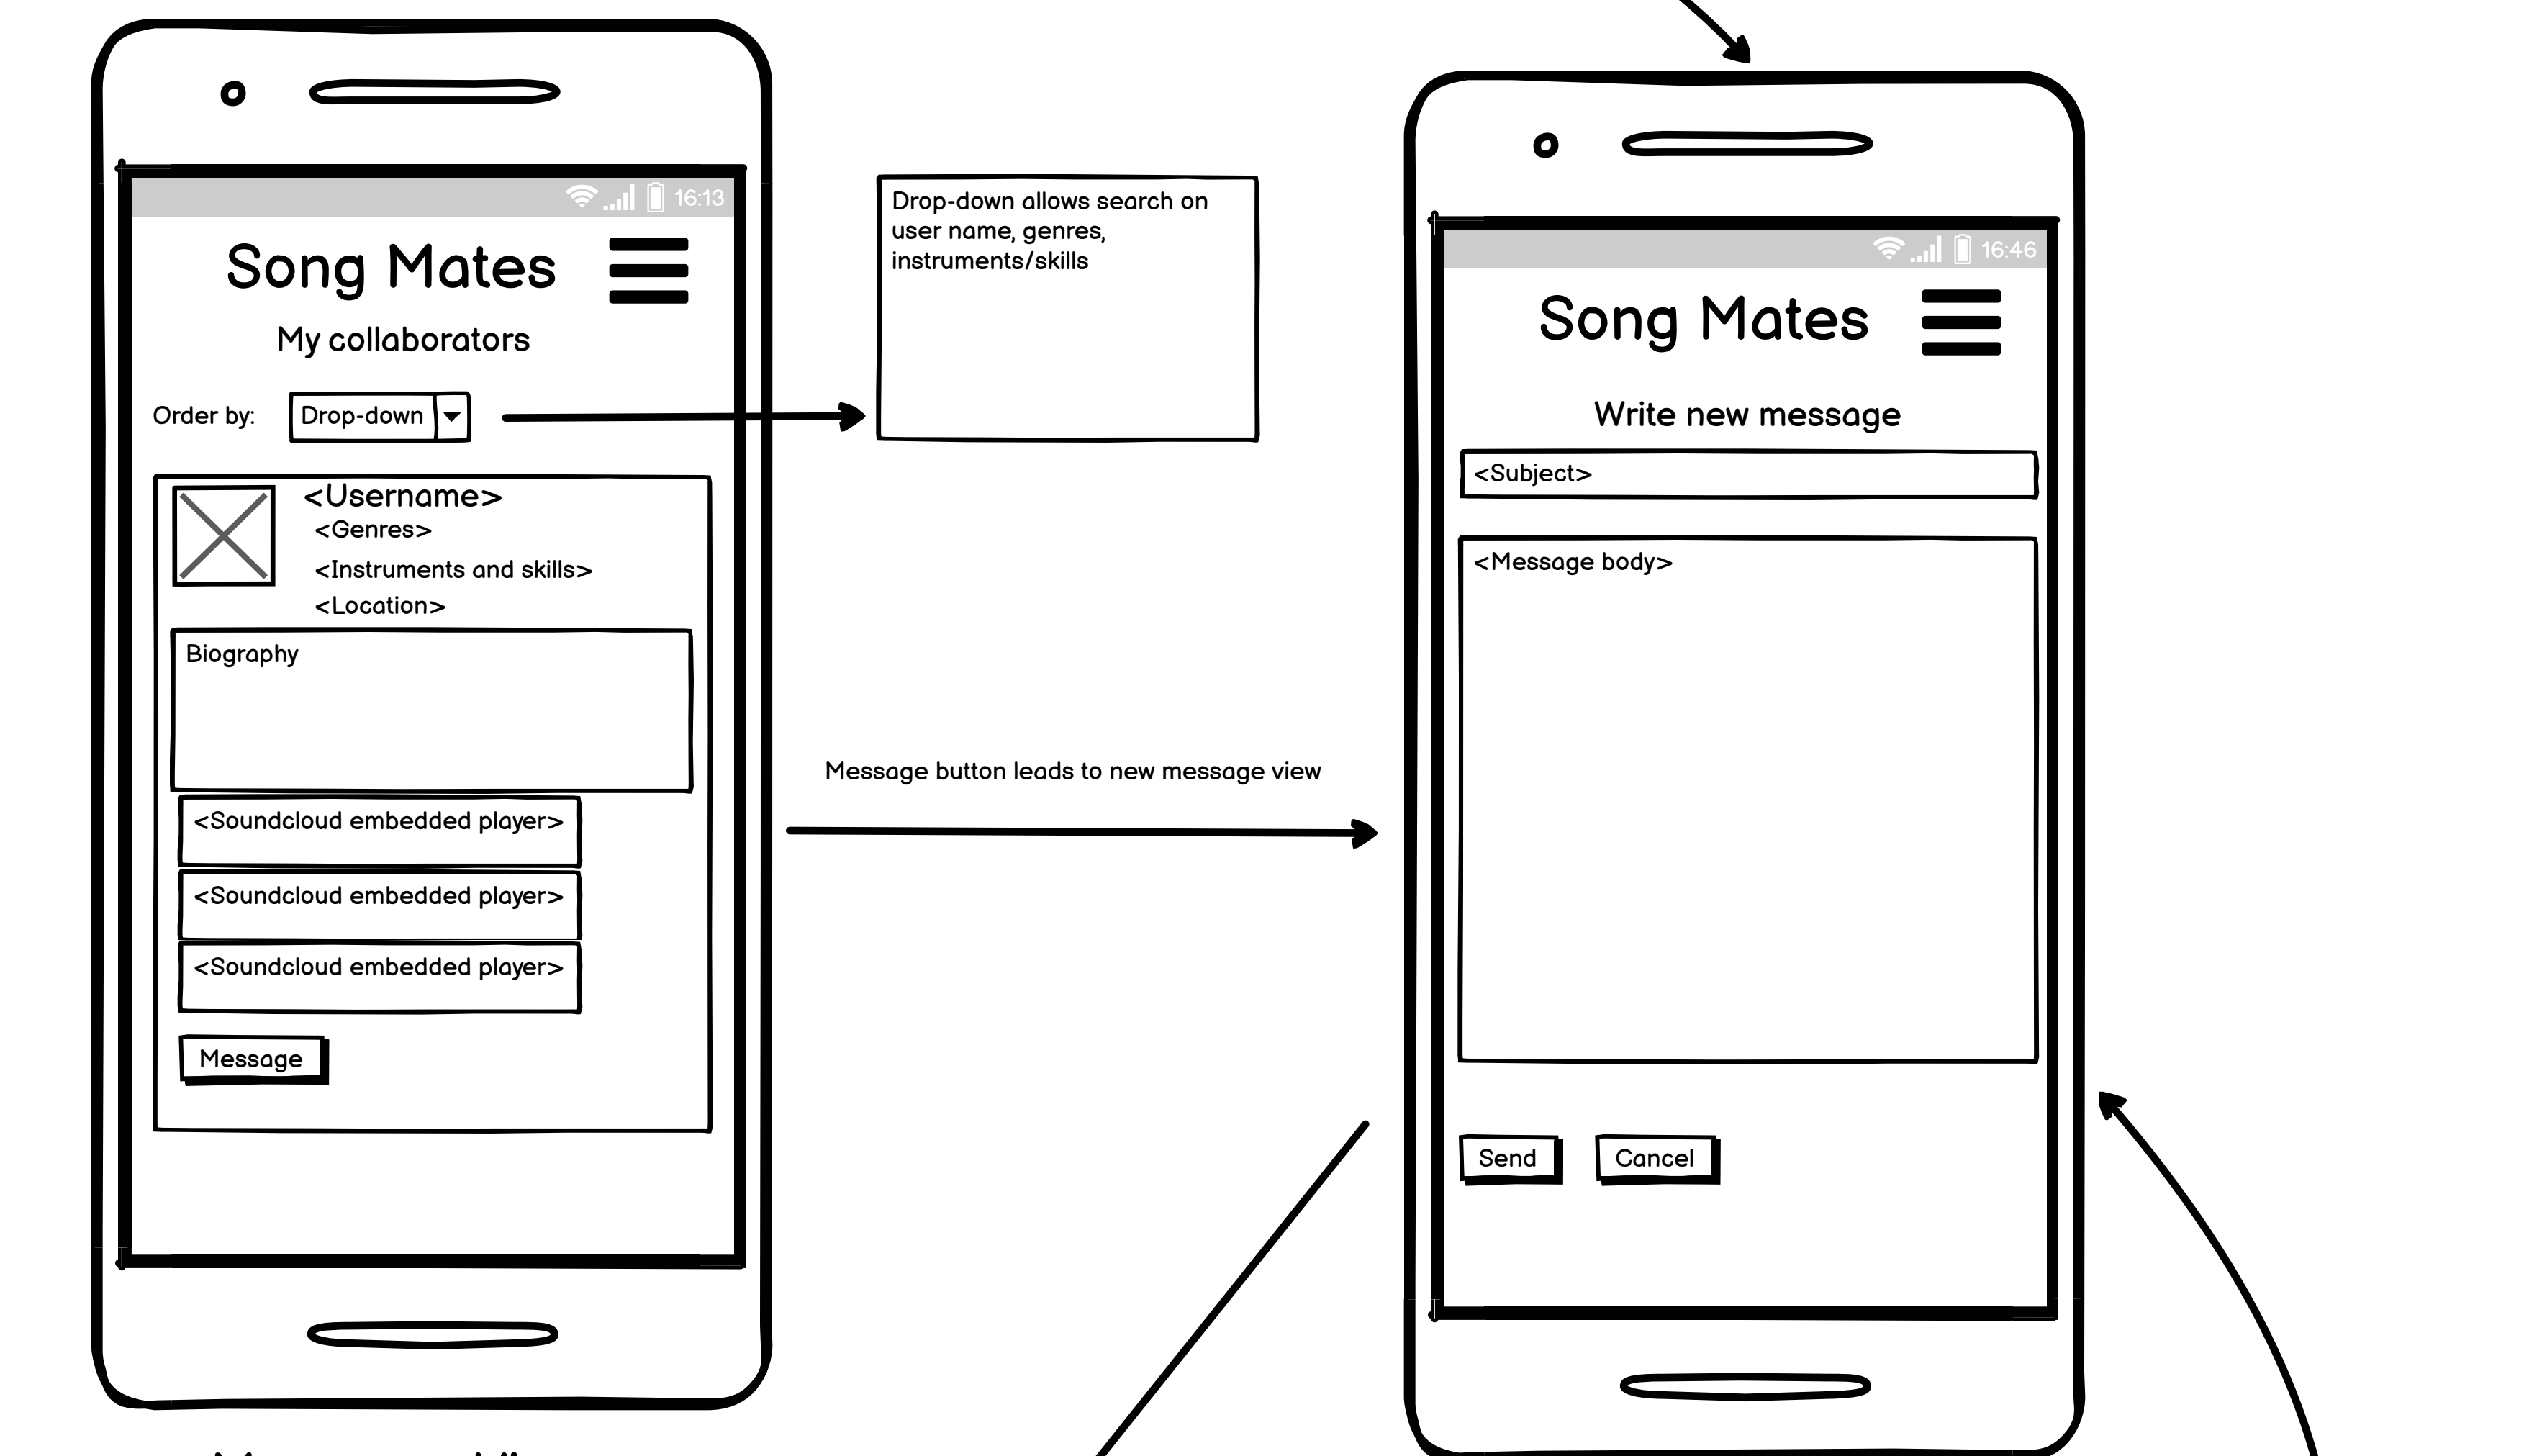 16:13
Song Mates
My collaborators
Order by:
Drop-down
<Username>
<Genres>
<Instruments and skills>
<Location>
Biography
<Soundcloud embedded player>
<Soundcloud embedded player>
<Soundcloud embedded player>
Message
Drop-down allows search on
user name, genres,
instruments/skills
Message button leads to new message view
16:46
Song Mates
Write new message
<Subject>
<Message body>
Send
Cancel